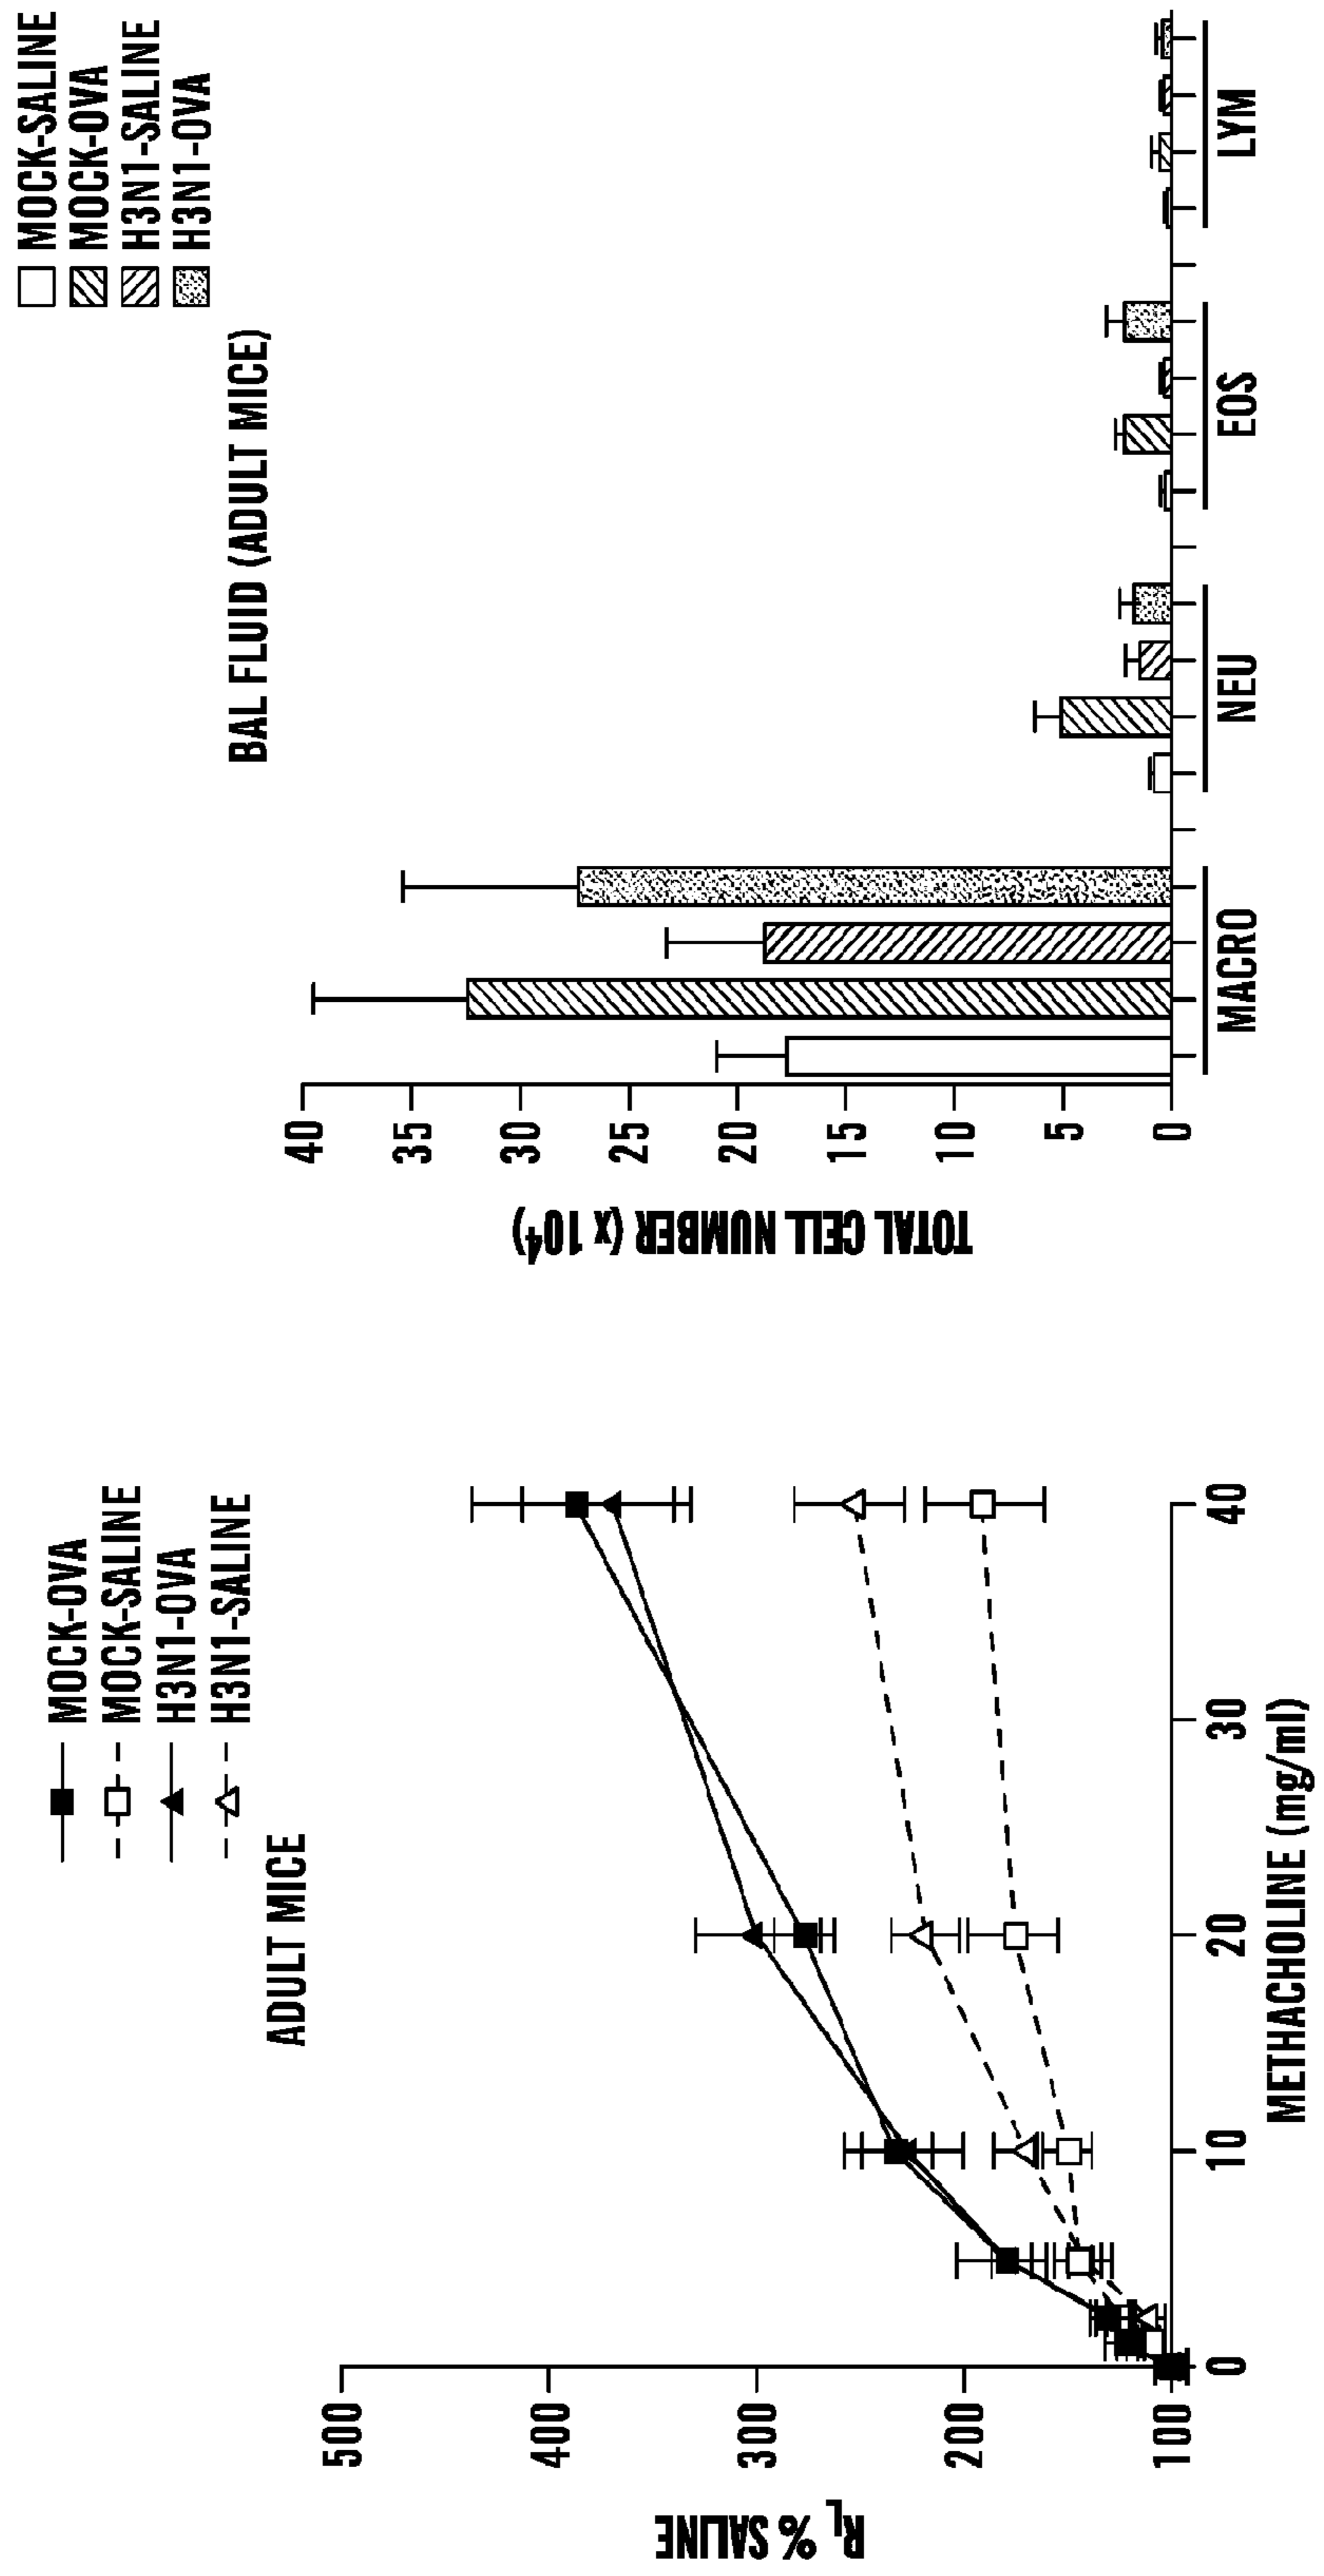 MOCK-OVA
MOCK-SALINE
H3N1-OVA
H3N1-SALINE
ADULT MICE
500
400
300
200
100
RL % SALINE
0
10
20
30
40
METHACHOLINE (mg/ml)
MOCK-SALINE
MOCK-OVA
H3N1-SALINE
H3N1-OVA
BAL FLUID (ADULT MICE)
40
35
30
25
20
15
10
5
0
TOTAL CELL NUMBER (x 10⁴)
MACRO
NEU
EOS
LYM